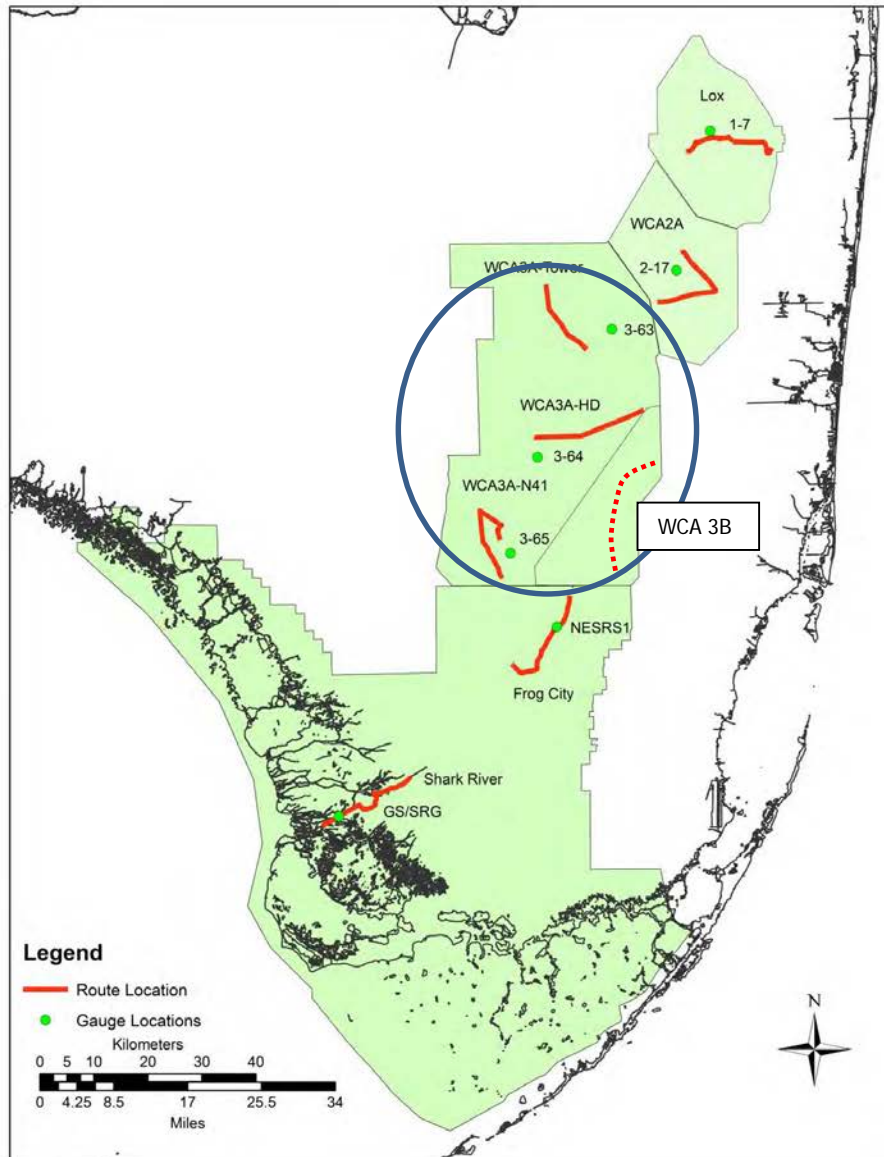 Lox
1-7
WCA2A
2-17
WCA3A-Tower
3-63
WCA3A-HD
3-64
WCA3A-N41
3-65
WCA 3B
NESRS1
Frog City
Shark River
GS/SRG
Legend
Route Location
Gauge Locations
Kilometers
0 5 10 20 30 40
0 4.25 8.5 17 25.5 34
Miles
N